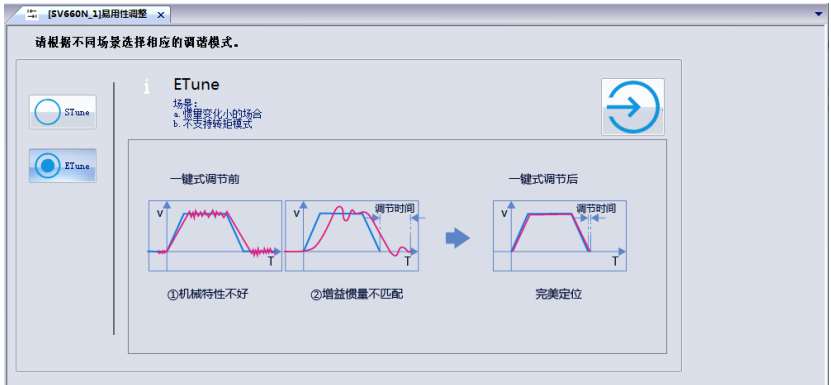 [SV660N_1]易用性调整
请根据不同场景选择相应的调谐模式.
STune
ETune
i
ETune
场景:
a. 惯量变化小的场合
b. 不支持转矩模式
一键式调节前
一键式调节后
V
T
V
调节时间
T
V
调节时间
T
①机械特性不好
②增益惯量不匹配
完美定位